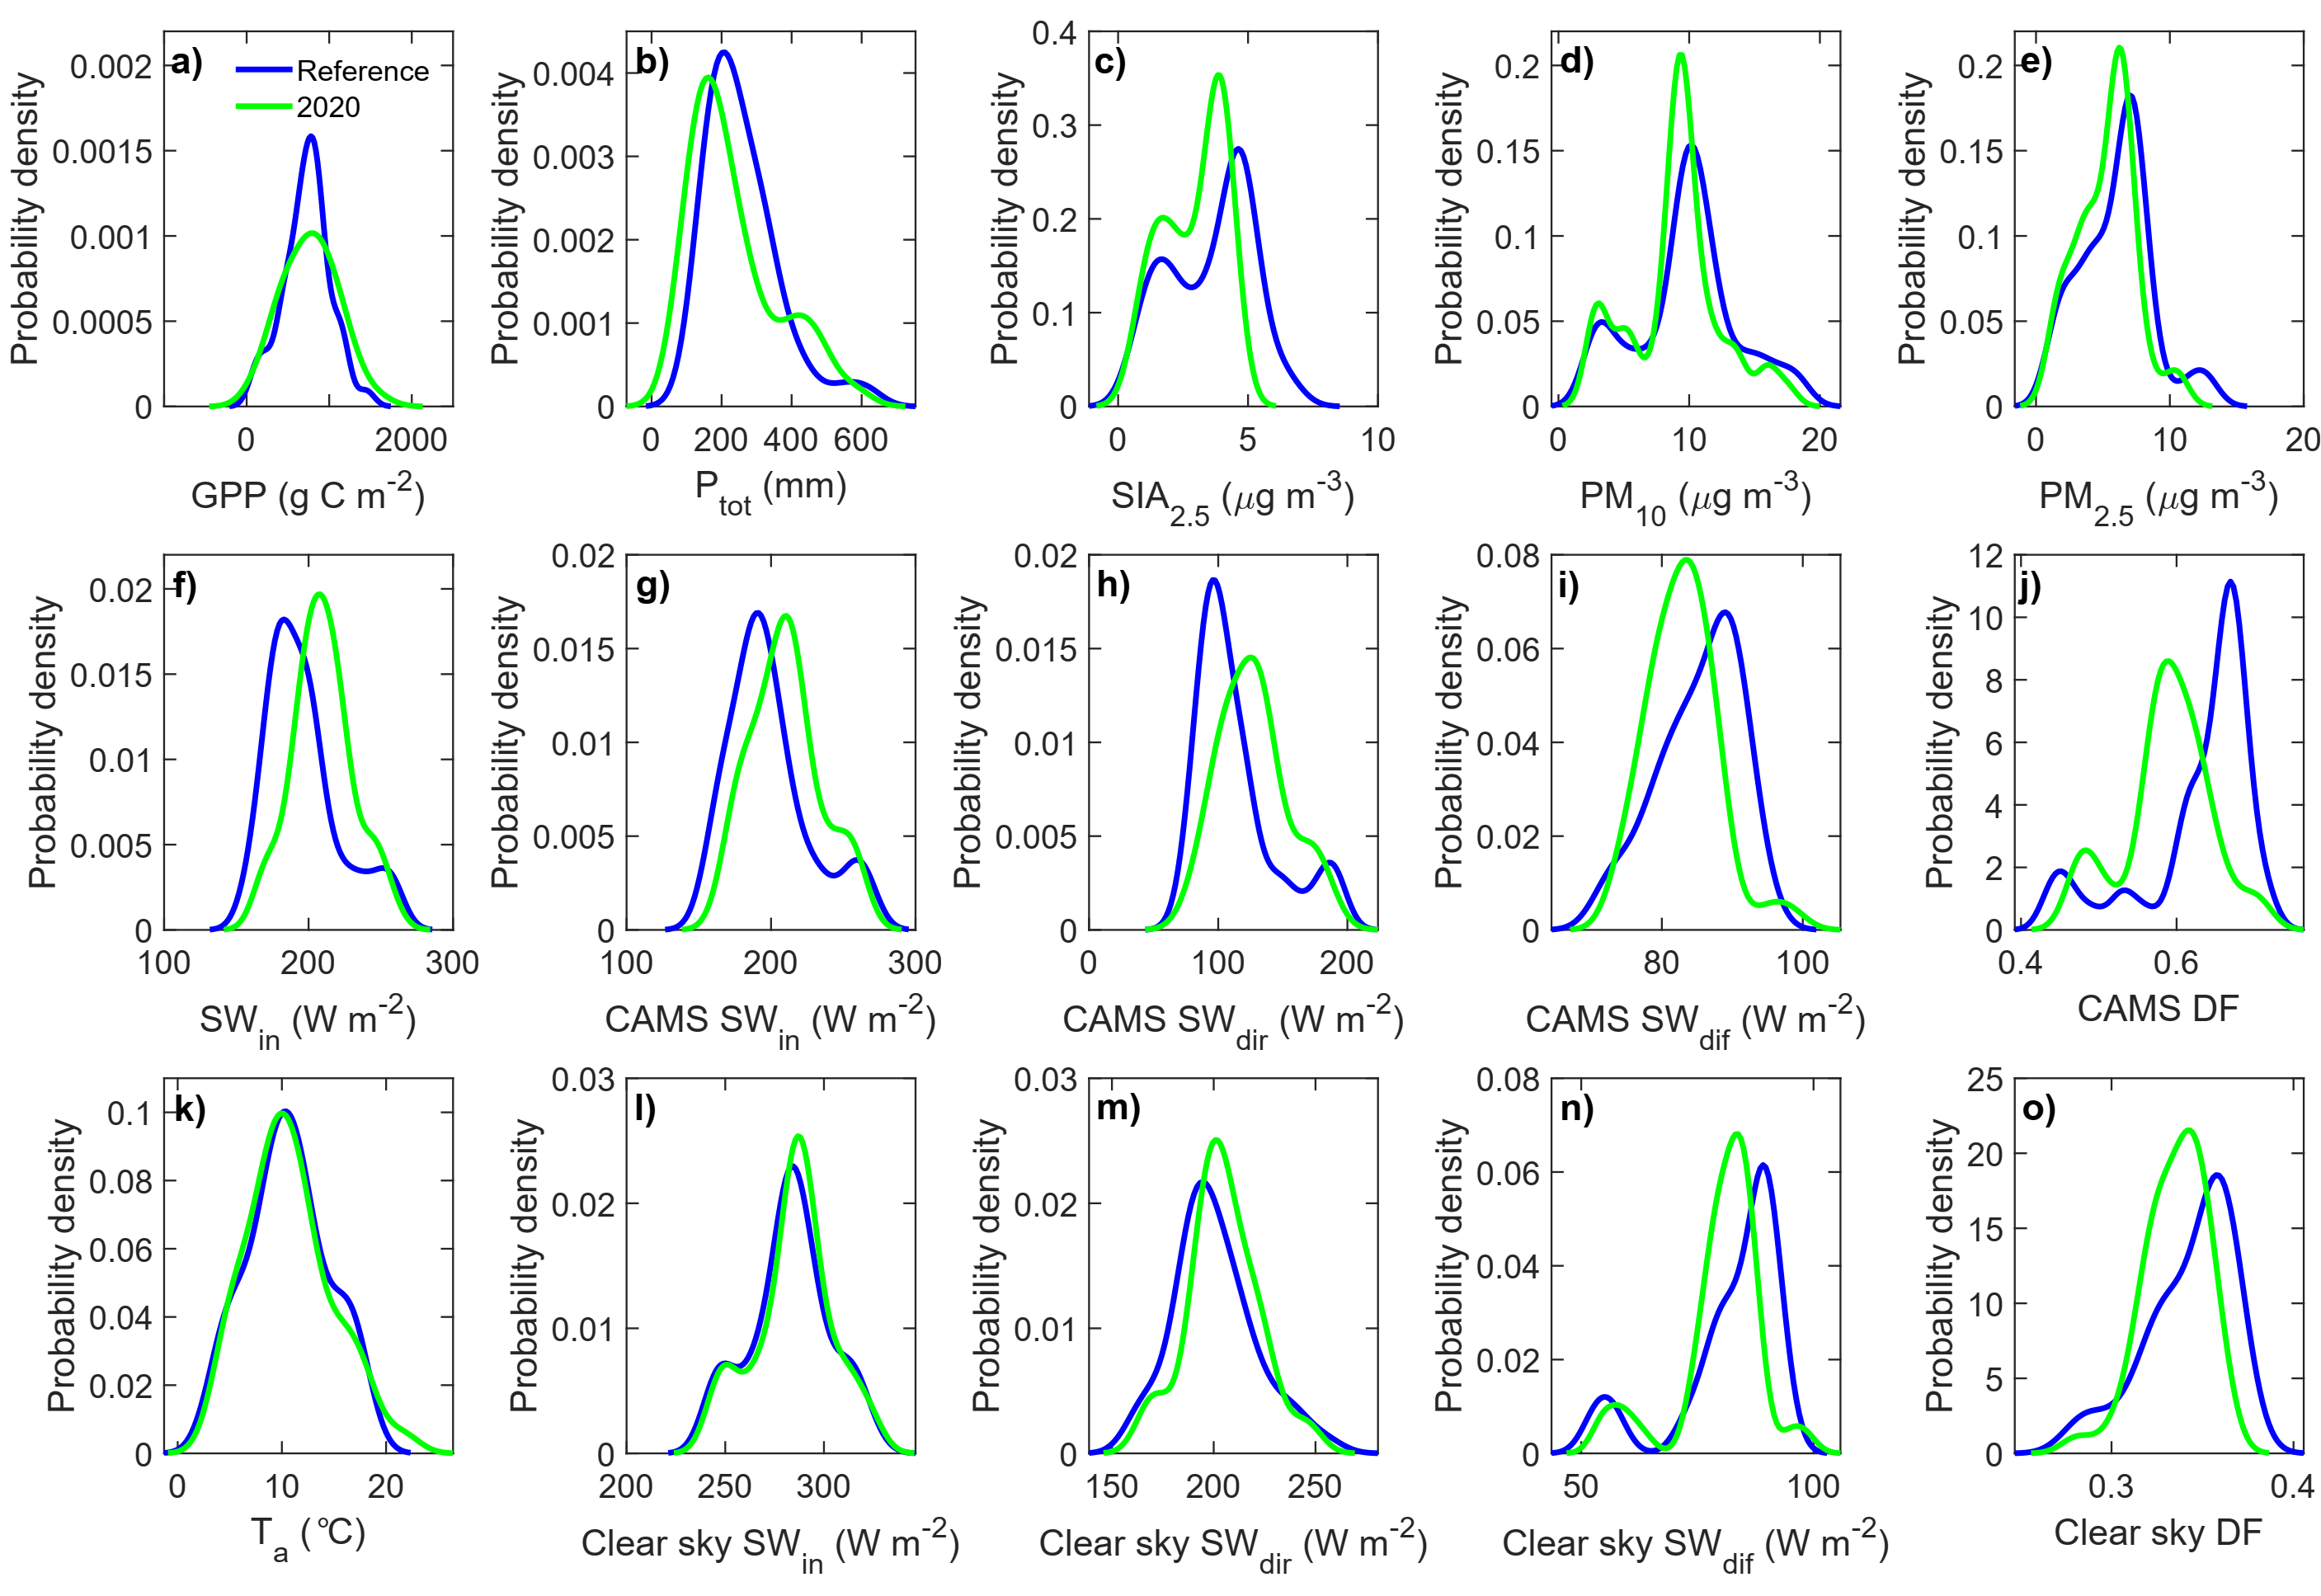 a)
Reference
2020
0.002
0.0015
0.001
0.0005
0
Probability density
0 2000
GPP (g C m-2)
b)
0.004
0.003
0.002
0.001
0
Probability density
0 200 400 600
Ptot (mm)
c)
0.4
0.3
0.2
0.1
0
Probability density
0 5 10
SIA2.5 (μg m-3)
d)
0.2
0.15
0.1
0.05
0
Probability density
0 10 20
PM10 (μg m-3)
e)
0.2
0.15
0.1
0.05
0
Probability density
0 10 20
PM2.5 (μg m-3)
f)
0.02
0.015
0.01
0.005
0
Probability density
100 200 300
SWin (W m-2)
g)
0.02
0.015
0.01
0.005
0
Probability density
100 200 300
CAMS SWin (W m-2)
h)
0.02
0.015
0.01
0.005
0
Probability density
0 100 200
CAMS SWdir (W m-2)
i)
0.08
0.06
0.04
0.02
0
Probability density
80 100
CAMS SWdif (W m-2)
j)
12
10
8
6
4
2
0
Probability density
0.4 0.6
CAMS DF
k)
0.1
0.08
0.06
0.04
0.02
0
Probability density
0 10 20
Ta (°C)
l)
0.03
0.02
0.01
0
Probability density
200 250 300
Clear sky SWin (W m-2)
m)
0.03
0.02
0.01
0
Probability density
150 200 250
Clear sky SWdir (W m-2)
n)
0.08
0.06
0.04
0.02
0
Probability density
50 100
Clear sky SWdif (W m-2)
o)
25
20
15
10
5
0
Probability density
0.3 0.4
Clear sky DF